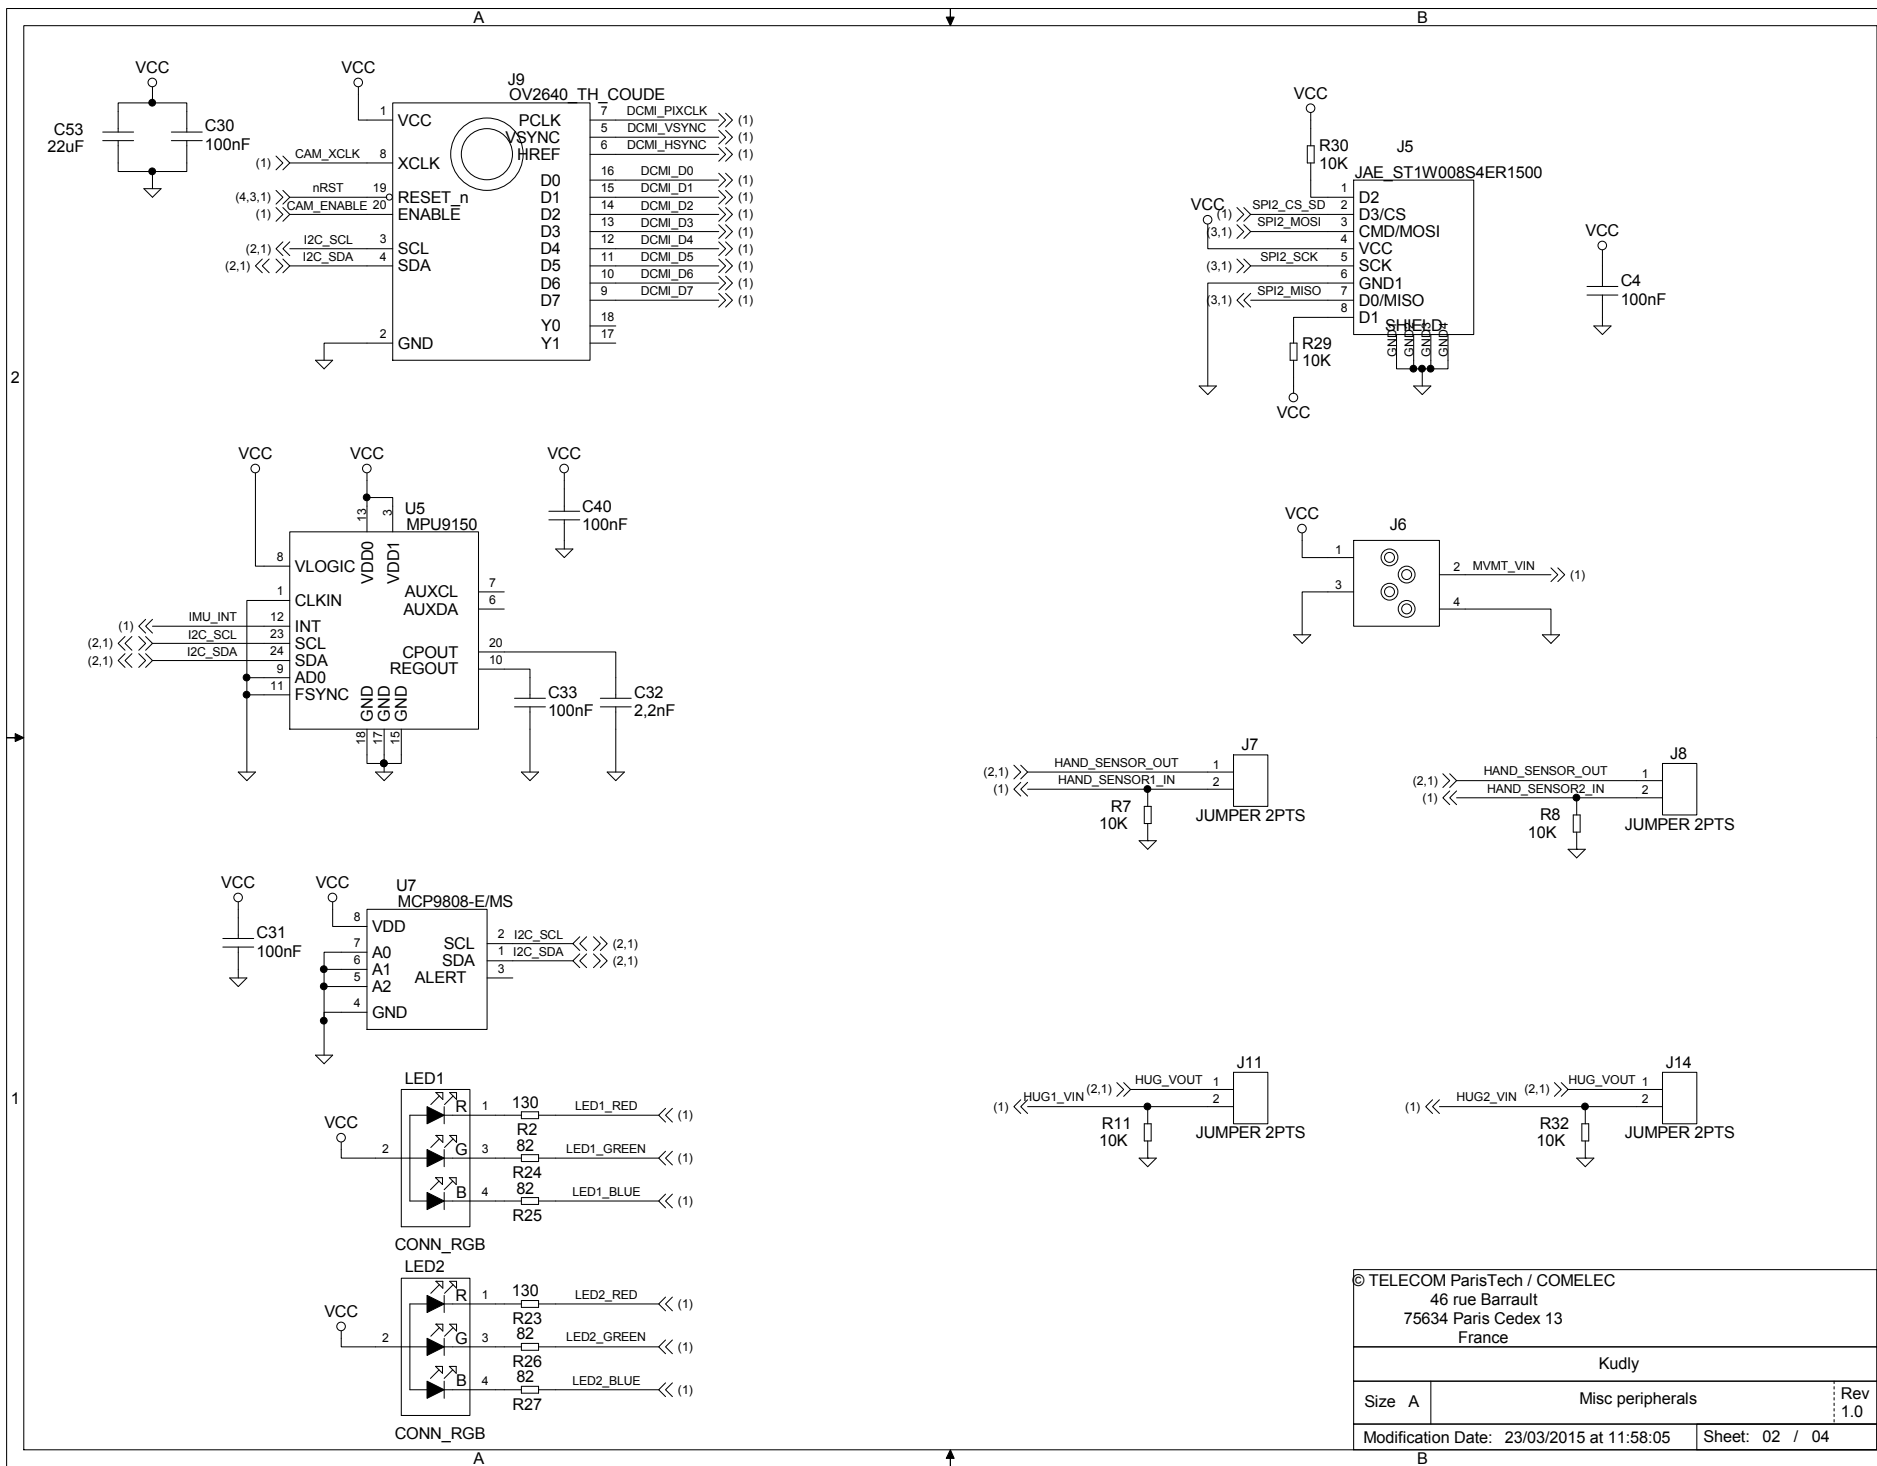 A
B
VCC
C53
22uF
C30
100nF
VCC
J9
OV2640_TH_COUDE
1 VCC
(1) CAM_XCLK 8 XCLK
(4,3,1) nRST 19 RESET_n
(1) CAM_ENABLE 20 ENABLE
(2,1) I2C_SCL 3 SCL
(2,1) I2C_SDA 4 SDA
2 GND
PCLK 7 DCMI_PIXCLK (1)
VSYNC 5 DCMI_VSYNC (1)
HREF 6 DCMI_HSYNC (1)
D0 16 DCMI_D0 (1)
D1 15 DCMI_D1 (1)
D2 14 DCMI_D2 (1)
D3 13 DCMI_D3 (1)
D4 12 DCMI_D4 (1)
D5 11 DCMI_D5 (1)
D6 10 DCMI_D6 (1)
D7 9 DCMI_D7 (1)
Y0 18
Y1 17
VCC
R30
10K
J5
JAE_ST1W008S4ER1500
1 D2
VCC
(1) SPI2_CS_SD 2 D3/CS
(3,1) SPI2_MOSI 3 CMD/MOSI
4 VCC
(3,1) SPI2_SCK 5 SCK
6 GND1
(3,1) SPI2_MISO 7 D0/MISO
8 D1
SHIELD
GND1 GND2 GND3 GND4
R29
10K
VCC
VCC
C4
100nF
2
VCC
VCC
U5
MPU9150
13 3
VDD0 VDD1
8 VLOGIC
1 CLKIN
(1) IMU_INT 12 INT
(2,1) I2C_SCL 23 SCL
(2,1) I2C_SDA 24 SDA
9 AD0
11 FSYNC
GND GND GND
18 17 15
AUXCL 7
AUXDA 6
CPOUT 20
REGOUT 10
VCC
C40
100nF
C33
100nF
C32
2,2nF
VCC
J6
1
3
2 MVMT_VIN (1)
4
J7
(2,1) HAND_SENSOR_OUT 1
(1) HAND_SENSOR1_IN 2
R7
10K
JUMPER 2PTS
J8
(2,1) HAND_SENSOR_OUT 1
(1) HAND_SENSOR2_IN 2
R8
10K
JUMPER 2PTS
VCC
C31
100nF
VCC
U7
MCP9808-E/MS
8 VDD
7 A0
6 A1
5 A2
4 GND
SCL 2 I2C_SCL (2,1)
SDA 1 I2C_SDA (2,1)
ALERT 3
J11
(2,1) HUG_VOUT 1
(1) HUG1_VIN 2
R11
10K
JUMPER 2PTS
J14
(2,1) HUG_VOUT 1
(1) HUG2_VIN 2
R32
10K
JUMPER 2PTS
1
LED1
VCC
2
R 1 130 LED1_RED (1)
R2
G 3 82 LED1_GREEN (1)
R24
B 4 82 LED1_BLUE (1)
R25
CONN_RGB
LED2
VCC
2
R 1 130 LED2_RED (1)
R23
G 3 82 LED2_GREEN (1)
R26
B 4 82 LED2_BLUE (1)
R27
CONN_RGB
© TELECOM ParisTech / COMELEC
46 rue Barrault
75634 Paris Cedex 13
France
Kudly
Size A
Misc peripherals
Rev
1.0
Modification Date: 23/03/2015 at 11:58:05
Sheet: 02 / 04
A
B